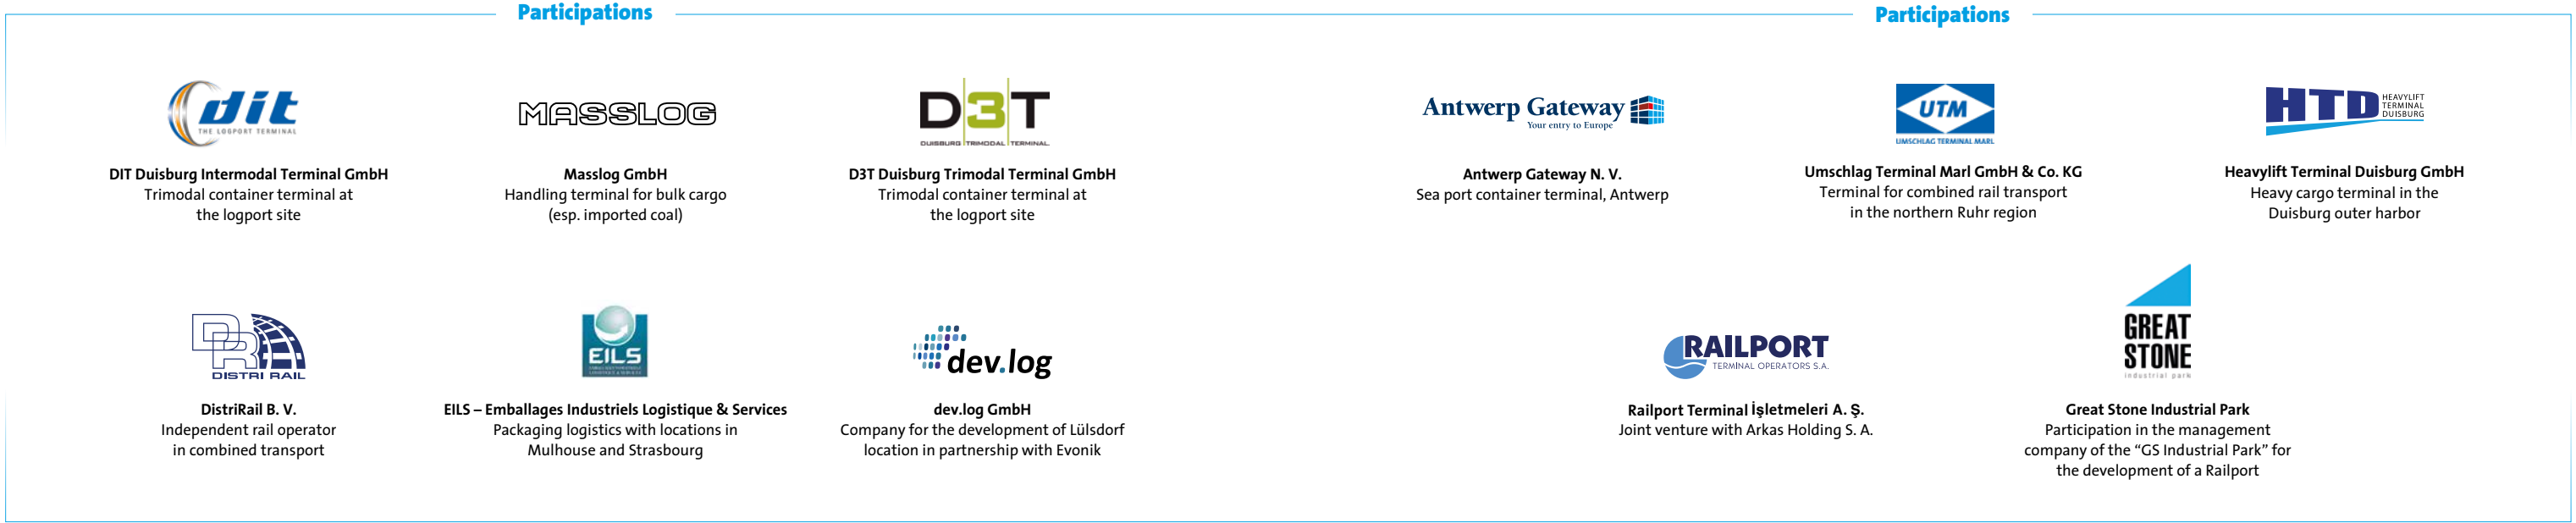 Participations
Participations
dit
THE LOGPORT TERMINAL
DIT Duisburg Intermodal Terminal GmbH
Trimodal container terminal at
the logport site
MASSLOG
Masslog GmbH
Handling terminal for bulk cargo
(esp. imported coal)
D3T
DUISBURG TRIMODAL TERMINAL
D3T Duisburg Trimodal Terminal GmbH
Trimodal container terminal at
the logport site
Antwerp Gateway
Your entry to Europe
Antwerp Gateway N. V.
Sea port container terminal, Antwerp
UTM
UMSCHLAG TERMINAL MARL
Umschlag Terminal Marl GmbH & Co. KG
Terminal for combined rail transport
in the northern Ruhr region
HTD
HEAVYLIFT
TERMINAL
DUISBURG
Heavylift Terminal Duisburg GmbH
Heavy cargo terminal in the
Duisburg outer harbor
DR
DISTRI RAIL
DistriRail B. V.
Independent rail operator
in combined transport
EILS
EILS – Emballages Industriels Logistique & Services
Packaging logistics with locations in
Mulhouse and Strasbourg
dev.log
dev.log GmbH
Company for the development of Lülsdorf
location in partnership with Evonik
RAILPORT
TERMINAL OPERATORS S.A.
Railport Terminal İşletmeleri A. Ş.
Joint venture with Arkas Holding S. A.
GREAT
STONE
industrial park
Great Stone Industrial Park
Participation in the management
company of the “GS Industrial Park” for
the development of a Railport